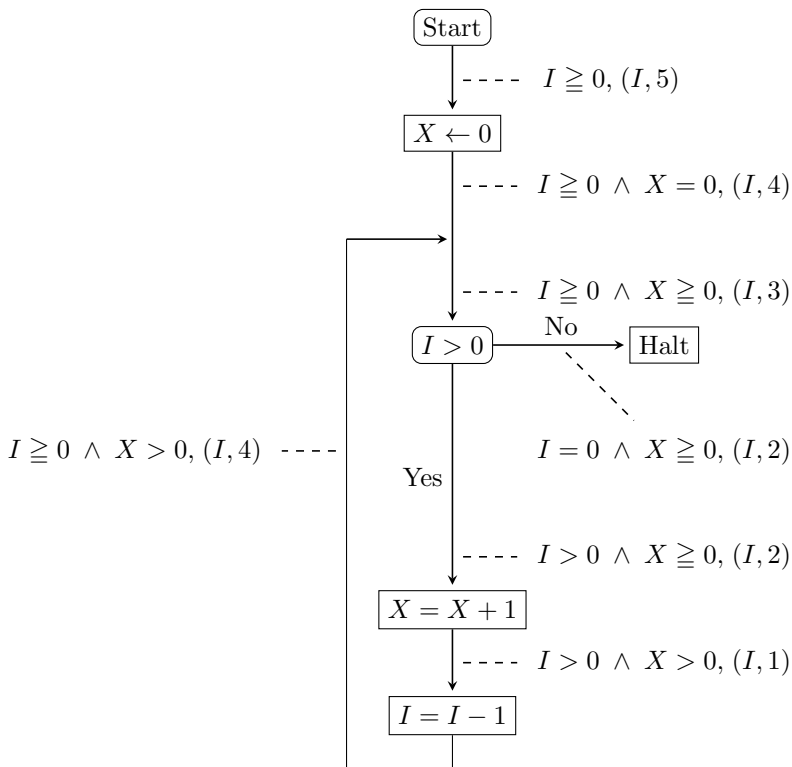 Start
I ≧ 0, (I, 5)
X ← 0
I ≧ 0 ∧ X = 0, (I, 4)
I ≧ 0 ∧ X ≧ 0, (I, 3)
No
I > 0
Halt
I ≧ 0 ∧ X > 0, (I, 4)
I = 0 ∧ X ≧ 0, (I, 2)
Yes
I > 0 ∧ X ≧ 0, (I, 2)
X = X + 1
I > 0 ∧ X > 0, (I, 1)
I = I − 1